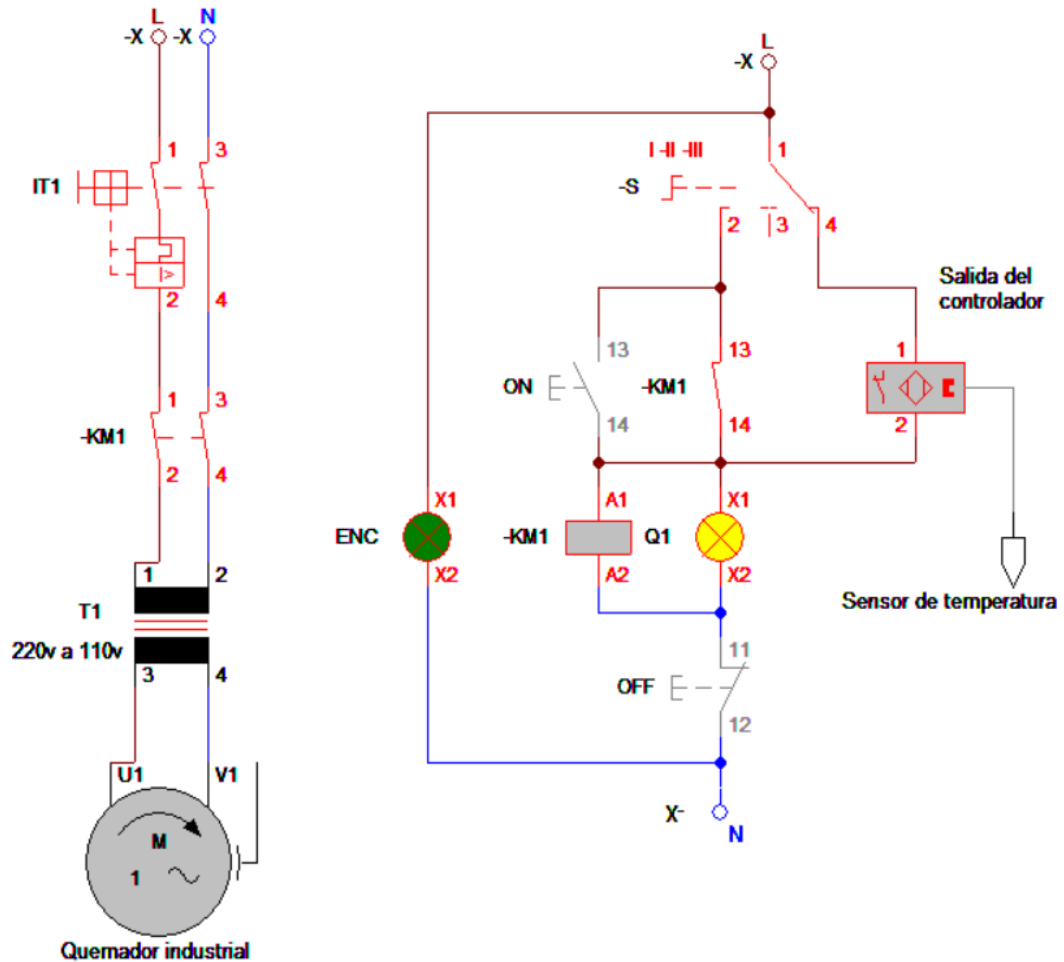 L N
-X -X
1 3
IT1
I>
2 4
1 3
-KM1
2 4
1 2
T1
220v a 110v
3 4
U1 V1
M
1
Quemador industrial
L
-X
I -II -III
1
-S
2 3 4
Salida del
controlador
13 13 1
ON -KM1
14 14 2
X1 A1 X1
ENC -KM1 Q1
X2 A2 X2
Sensor de temperatura
11
OFF
12
X-
N